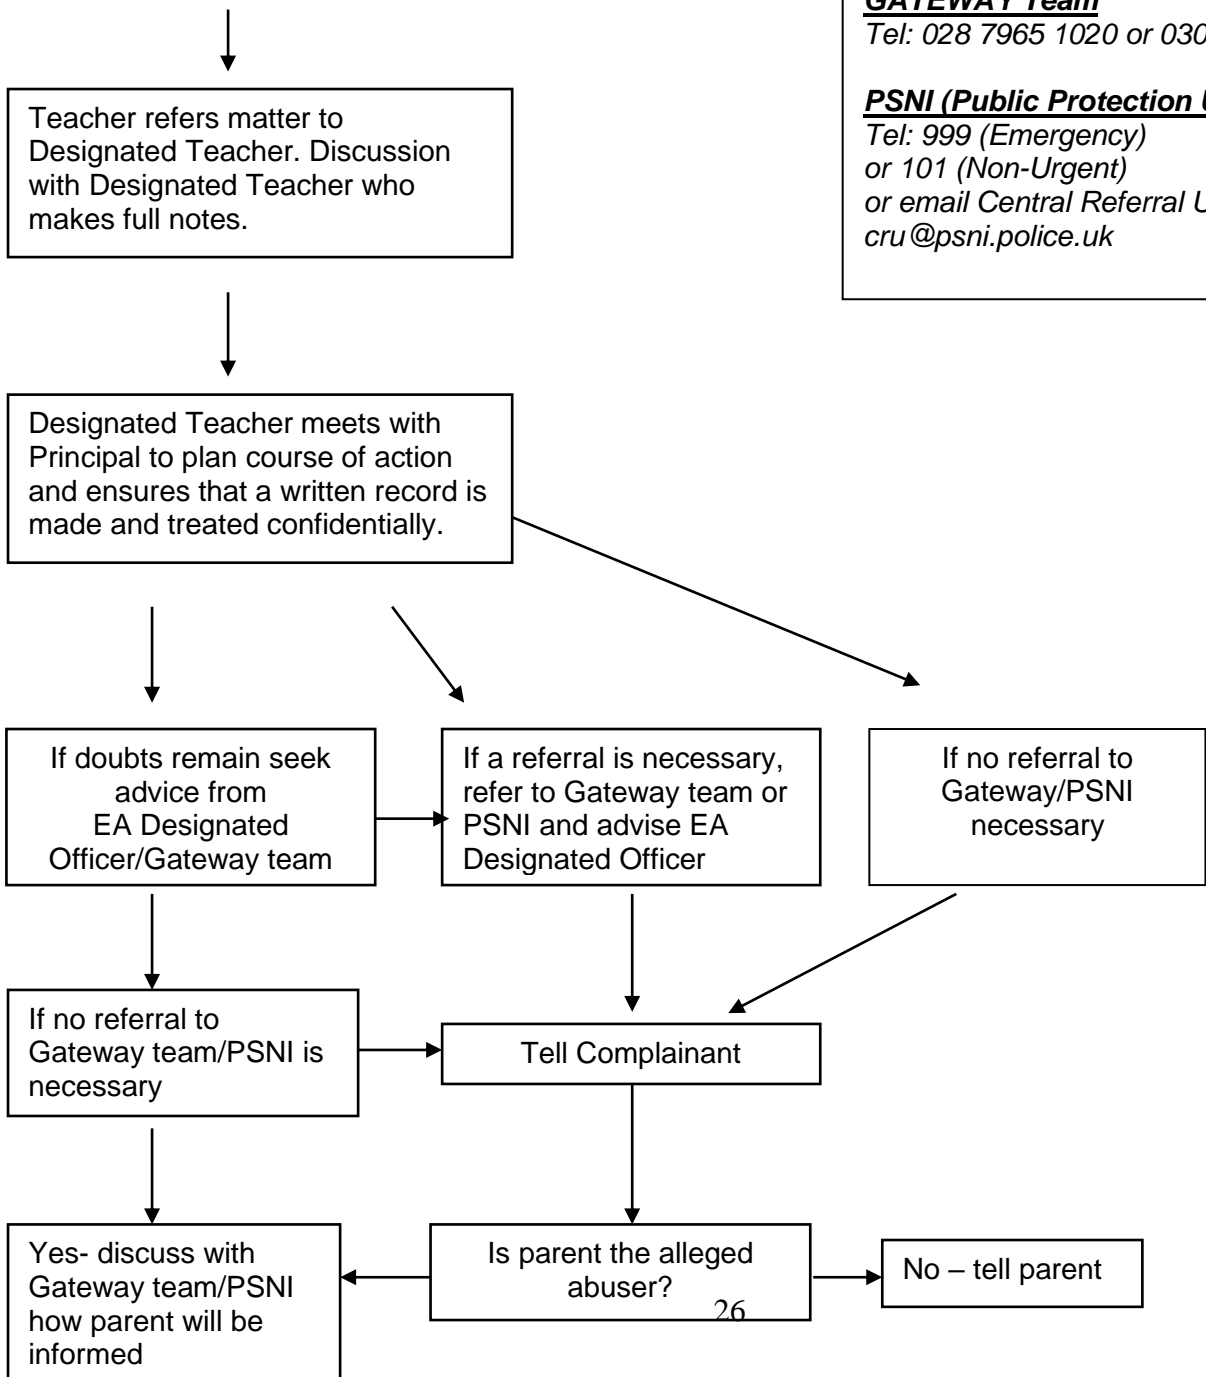 GATEWAY Team
Tel: 028 7965 1020 or 030
PSNI (Public Protection
Tel: 999 (Emergency)
or 101 (Non-Urgent)
or email Central Referral
cru@psni.police.uk
Teacher refers matter to
Designated Teacher. Discussion
with Designated Teacher who
makes full notes.
Designated Teacher meets with
Principal to plan course of action
and ensures that a written record is
made and treated confidentially.
If doubts remain seek
advice from
EA Designated
Officer/Gateway team
If a referral is necessary,
refer to Gateway team or
PSNI and advise EA
Designated Officer
If no referral to
Gateway/PSNI
necessary
If no referral to
Gateway team/PSNI is
necessary
Tell Complainant
Yes- discuss with
Gateway team/PSNI
how parent will be
informed
Is parent the alleged
abuser?
No – tell parent
26